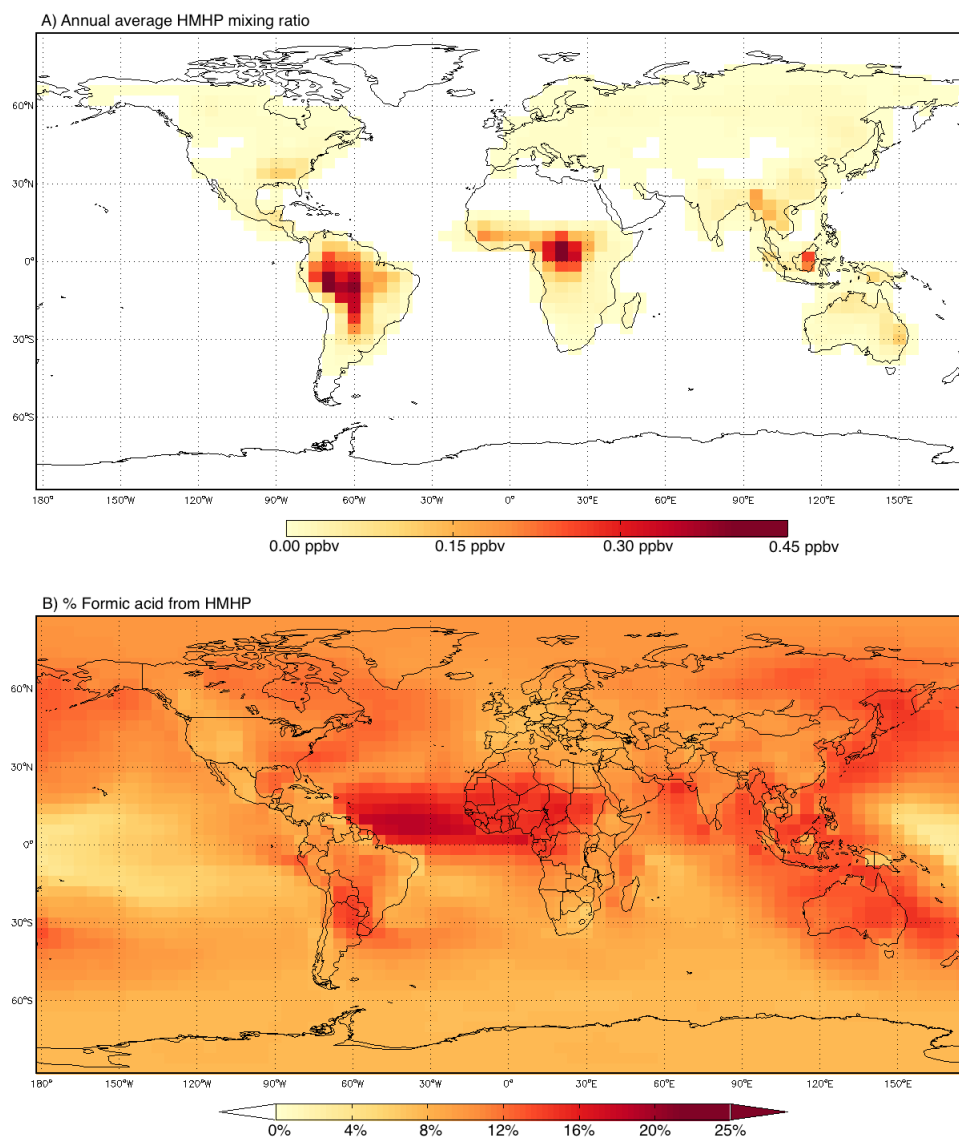 A) Annual average HMHP mixing ratio
60°N
30°N
0°
30°S
60°S
180° 150°W 120°W 90°W 60°W 30°W 0° 30°E 60°E 90°E 120°E 150°E
0.00 ppbv 0.15 ppbv 0.30 ppbv 0.45 ppbv
B) % Formic acid from HMHP
60°N
30°N
0°
30°S
60°S
180° 150°W 120°W 90°W 60°W 30°W 0° 30°E 60°E 90°E 120°E 150°E
0% 4% 8% 12% 16% 20% 25%